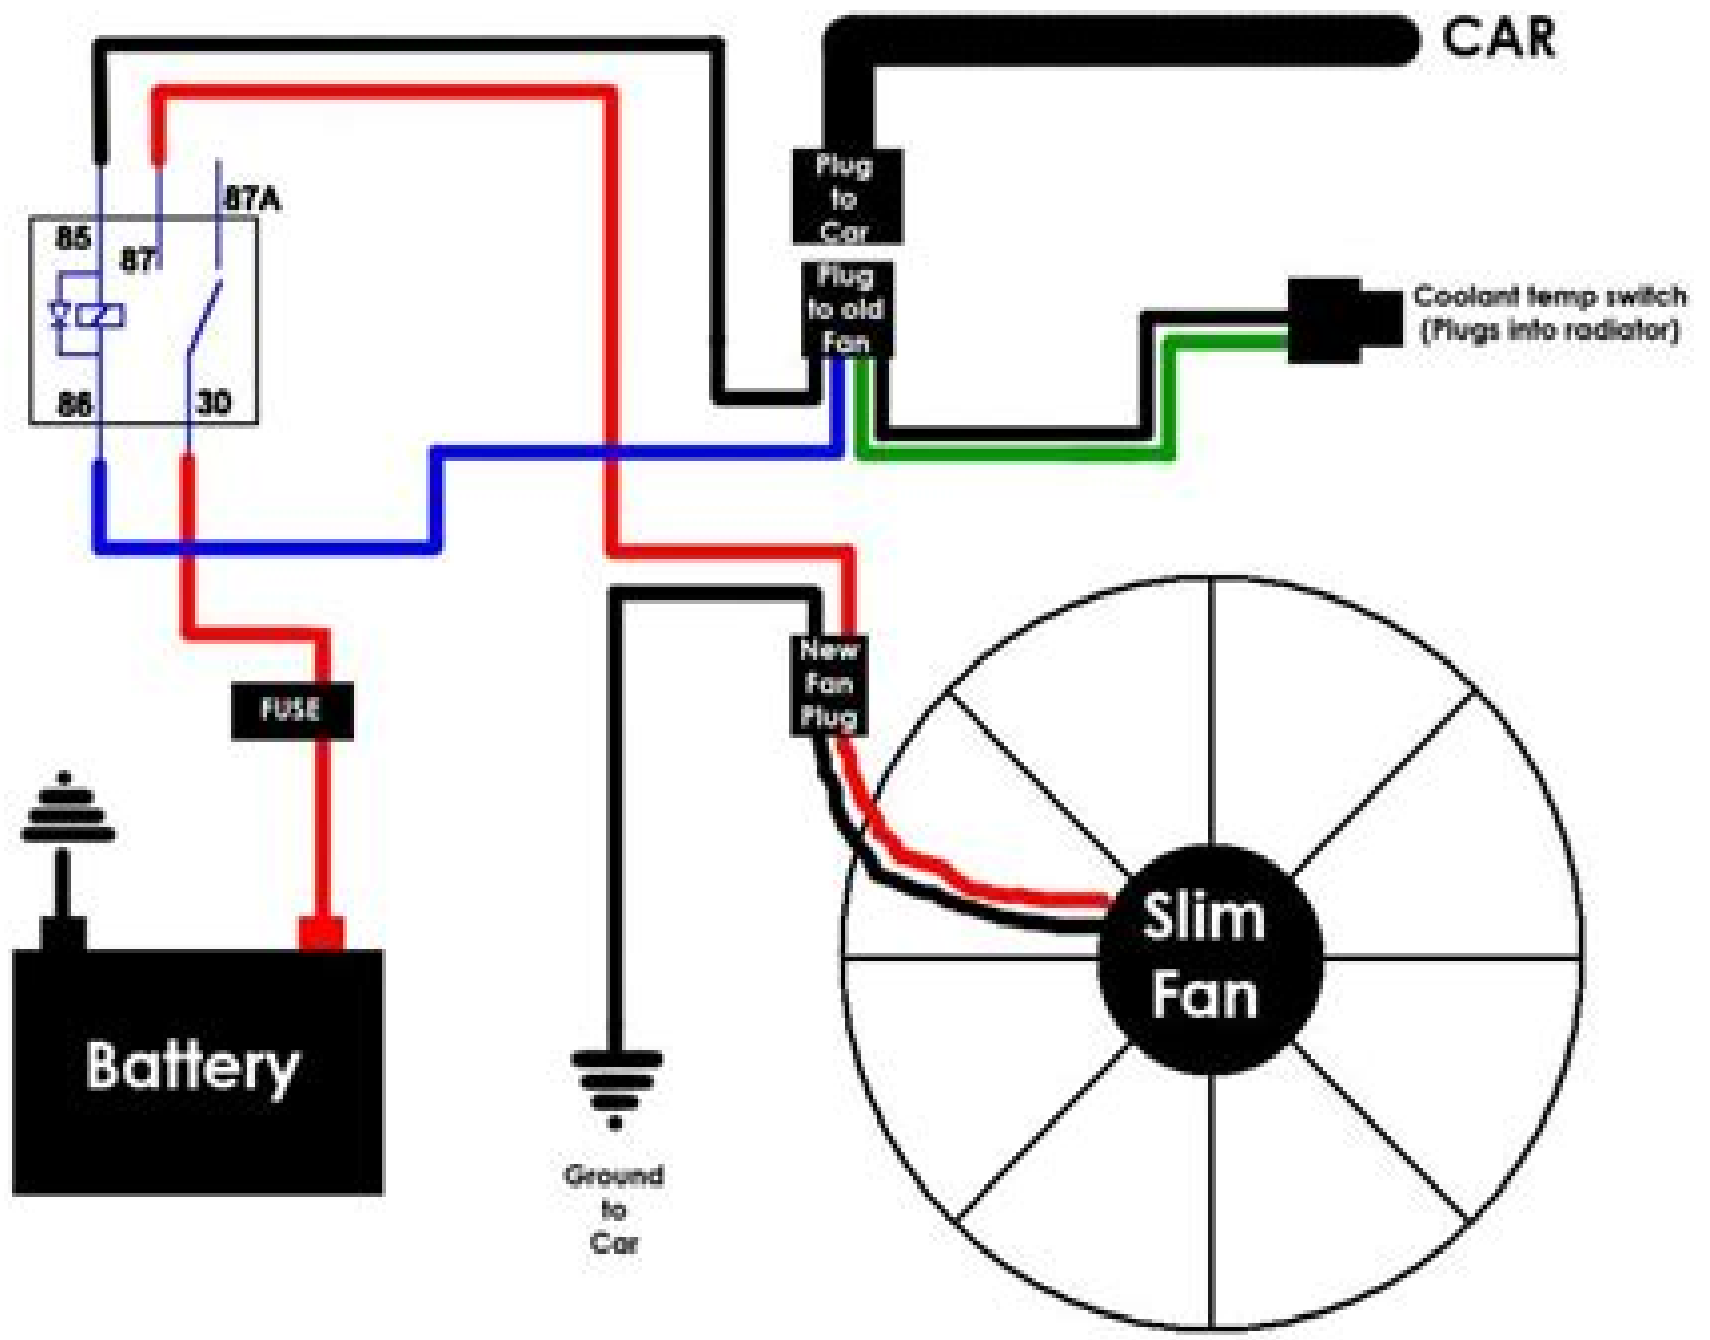 CAR
Plug
to
Car
87A
85
87
Plug
to old
Fan
Coolant temp switch
(Plugs into radiator)
86
30
New
Fan
Plug
FUSE
Slim
Fan
Battery
Ground
to
Car